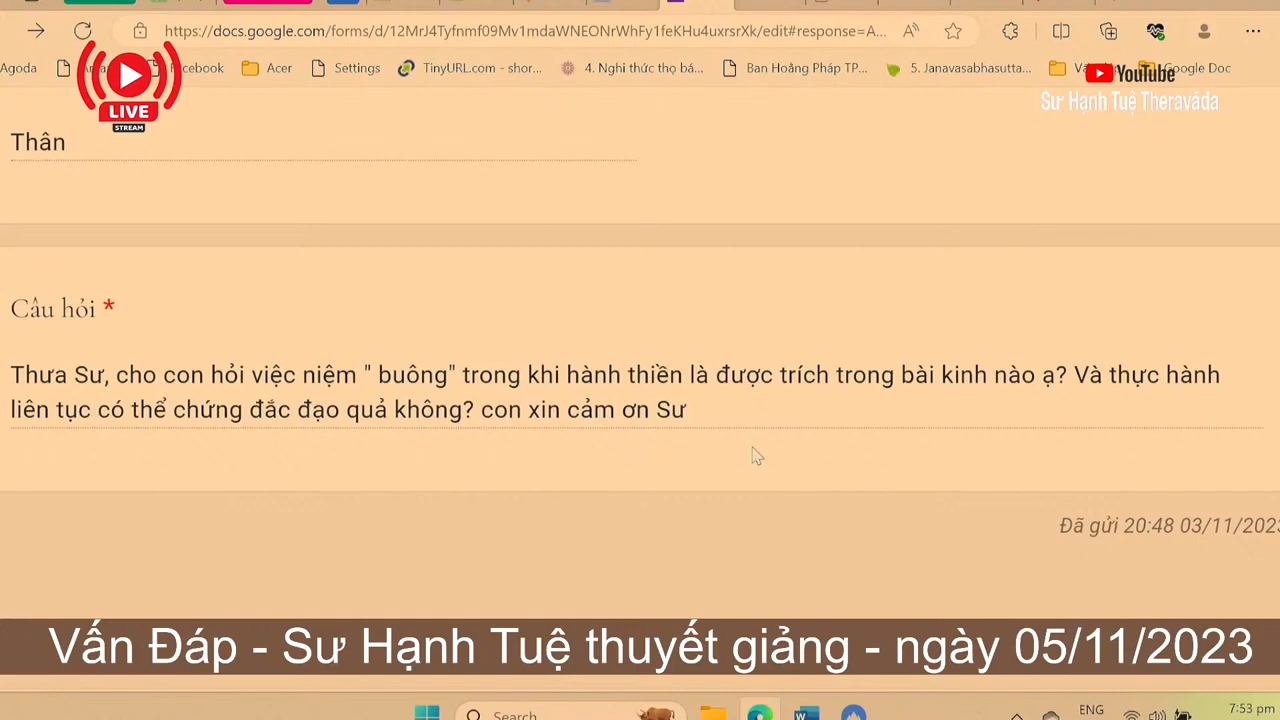 https://docs.google.com/forms/d/12MrJ4Tyfnmf09Mv1mdaWNEONrWhFy1feKHu4uxrsrXk/edit#response=A...
Agoda
Facebook
Acer
Settings
TinyURL.com - shor...
4. Nghi thức thọ bá...
Ban Hoằng Pháp TP...
5. Janavasabhasutta...
Google Doc
LIVE
STREAM
YouTube
Sư Hạnh Tuệ Theravāda
Thân
Câu hỏi *
Thưa Sư, cho con hỏi việc niệm " buông" trong khi hành thiền là được trích trong bài kinh nào ạ? Và thực hành
liên tục có thể chứng đắc đạo quả không? con xin cảm ơn Sư
Đã gửi 20:48 03/11/2023
Vấn Đáp - Sư Hạnh Tuệ thuyết giảng - ngày 05/11/2023
Search
ENG
7:53 pm